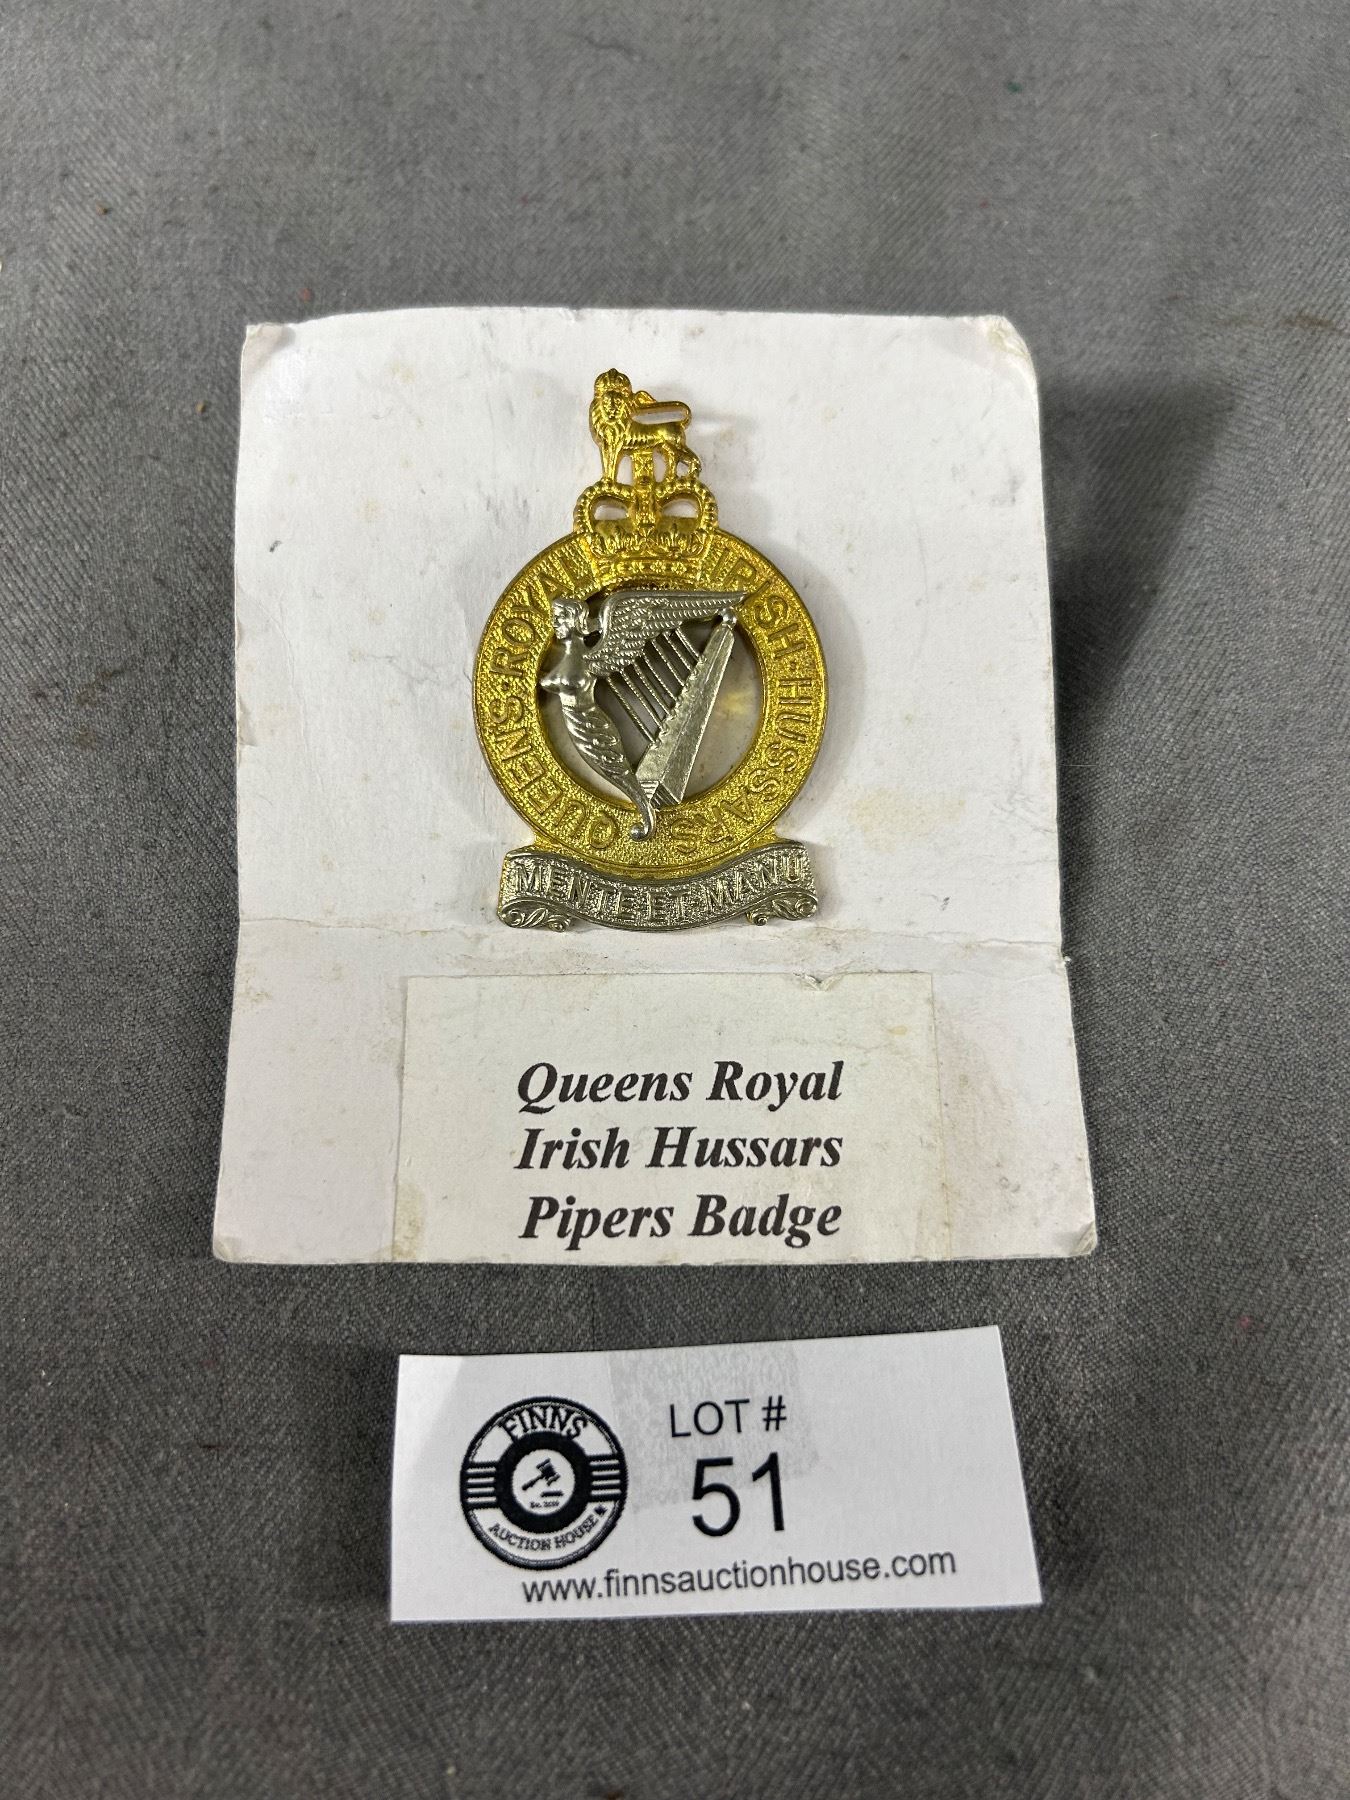 QUEENS·ROYAL IRISH·HUSSARS
MENTE·ET·MANU
Queens Royal
Irish Hussars
Pipers Badge
FINNS
AUCTION HOUSE
LOT #
51
www.finnsauctionhouse.com